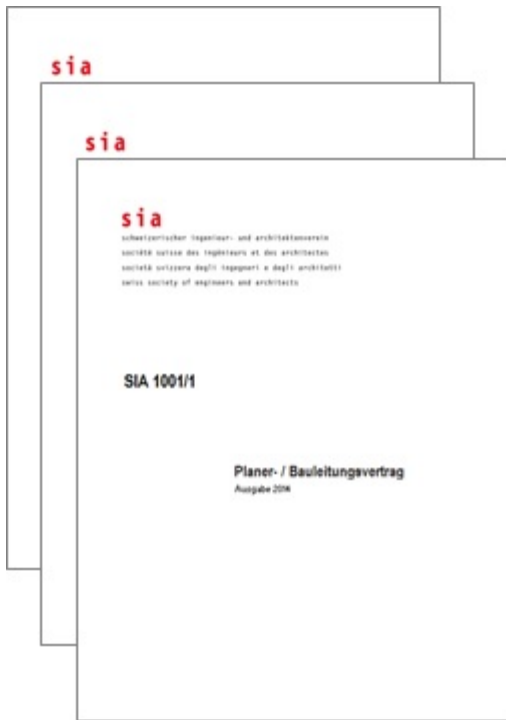 sia
sia
sia
schweizerischer ingenieur- und architektenverein
société suisse des ingénieurs et des architectes
società svizzera degli ingegneri e degli architetti
swiss society of engineers and architects
SIA 1001/1
Planer- / Bauleitungsvertrag
Ausgabe 2014